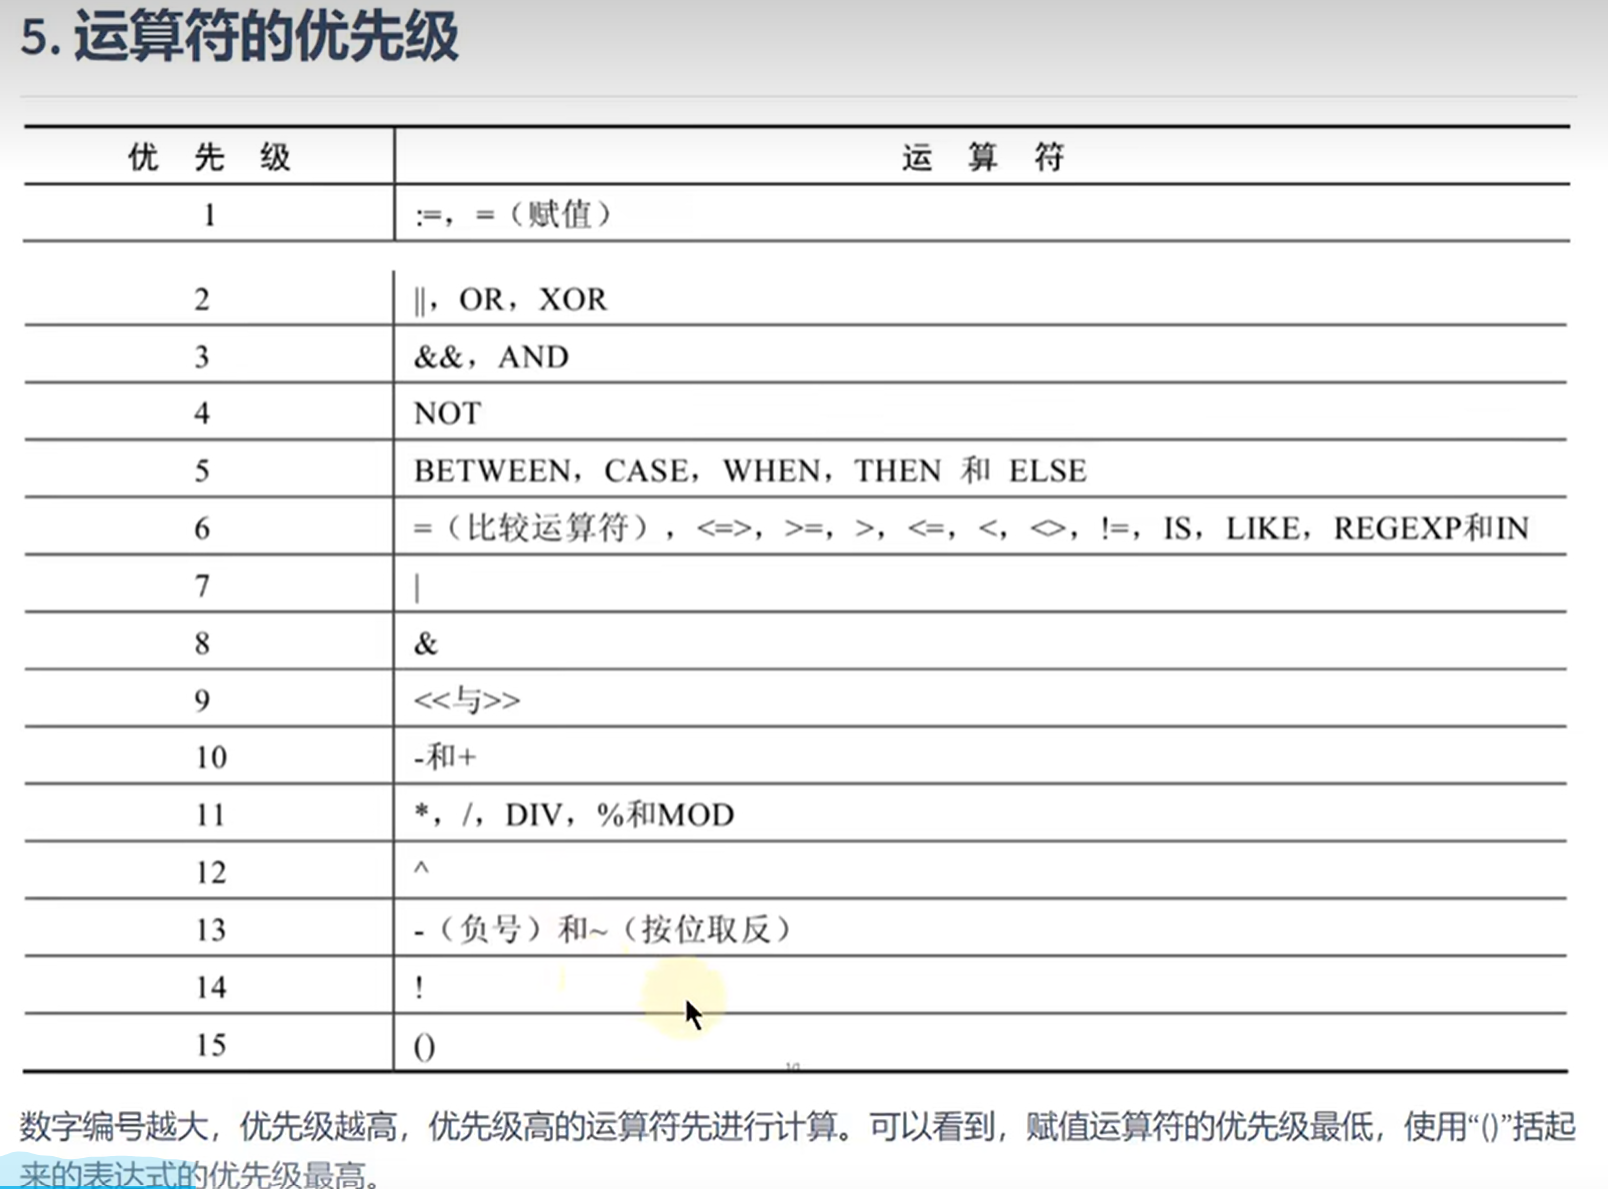 5. 运算符的优先级
优 先 级 运 算 符
1 :=，=（赋值）
2 ||，OR，XOR
3 &&，AND
4 NOT
5 BETWEEN，CASE，WHEN，THEN 和 ELSE
6 =（比较运算符），<=>，>=，>，<=，<，<>，!=，IS，LIKE，REGEXP和IN
7 |
8 &
9 <<与>>
10 -和+
11 *，/，DIV，%和MOD
12 ^
13 -（负号）和~（按位取反）
14 !
15 ()
数字编号越大，优先级越高，优先级高的运算符先进行计算。可以看到，赋值运算符的优先级最低，使用“()”括起
来的表达式的优先级最高。